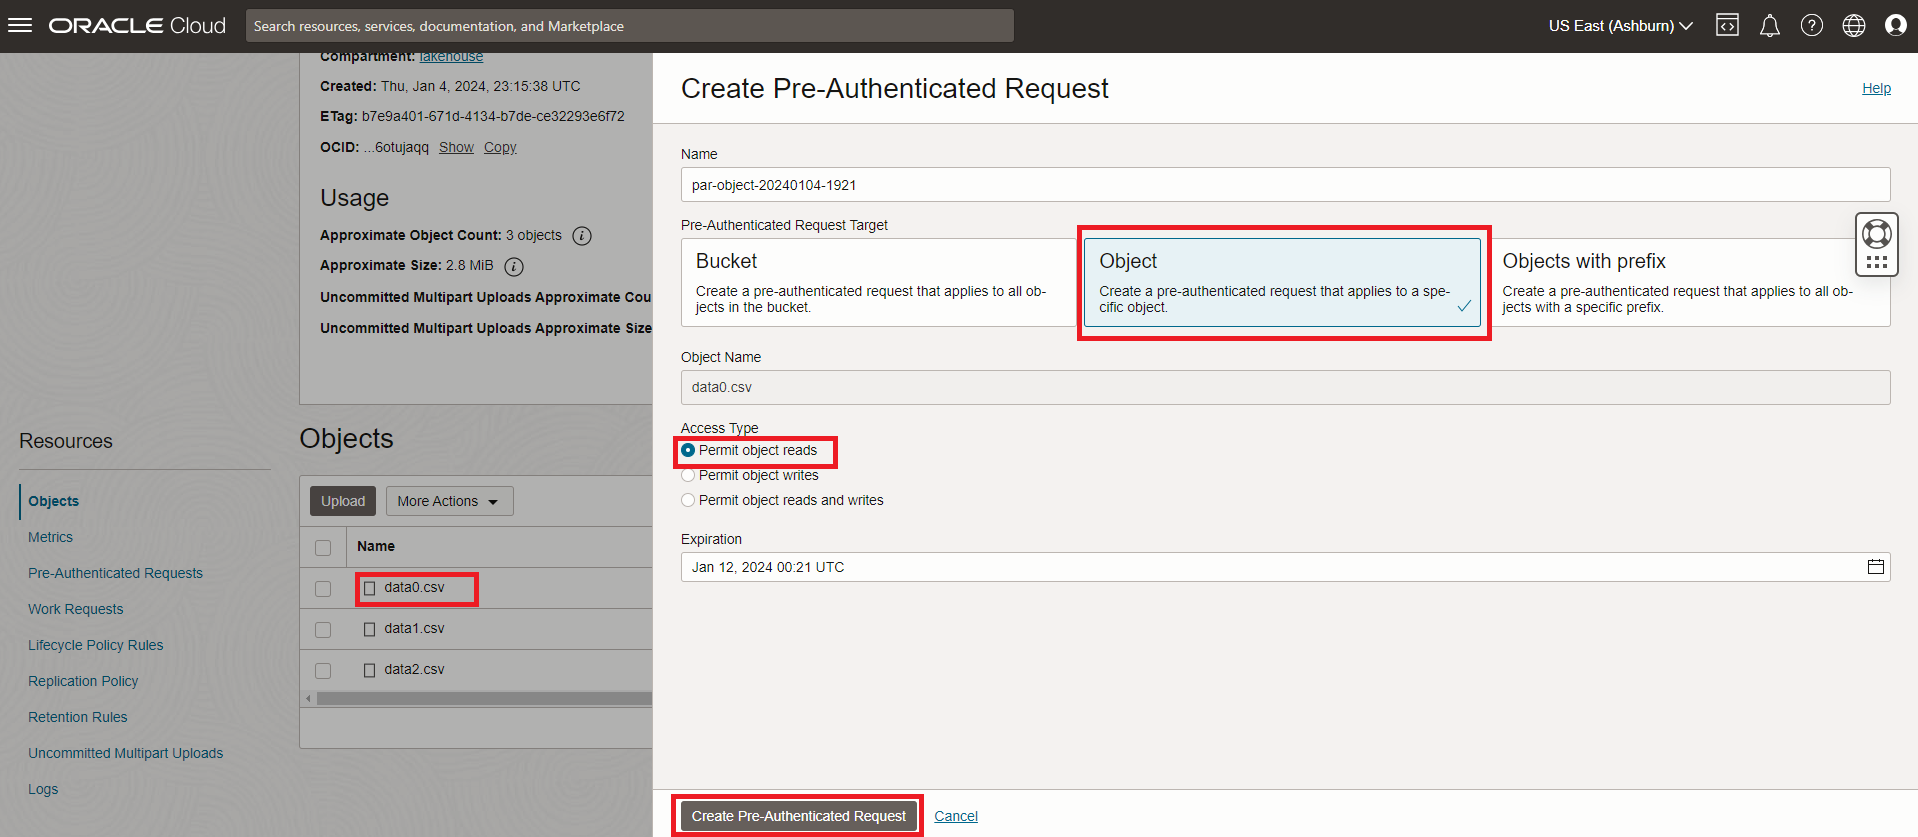 ORACLE Cloud
Search resources, services, documentation, and Marketplace
US East (Ashburn)
Compartment: lakehouse
Created: Thu, Jan 4, 2024, 23:15:38 UTC
ETag: b7e9a401-671d-4134-b7de-ce32293e6f72
OCID: ...6otujaqq Show Copy
Usage
Approximate Object Count: 3 objects
Approximate Size: 2.8 MiB
Uncommitted Multipart Uploads Approximate Cou
Uncommitted Multipart Uploads Approximate Size
Resources
Objects
Metrics
Pre-Authenticated Requests
Work Requests
Lifecycle Policy Rules
Replication Policy
Retention Rules
Uncommitted Multipart Uploads
Logs
Objects
Upload More Actions
Name
data0.csv
data1.csv
data2.csv
Create Pre-Authenticated Request
Help
Name
par-object-20240104-1921
Pre-Authenticated Request Target
Bucket
Create a pre-authenticated request that applies to all ob-
jects in the bucket.
Object
Create a pre-authenticated request that applies to a spe-
cific object.
Objects with prefix
Create a pre-authenticated request that applies to all ob-
jects with a specific prefix.
Object Name
data0.csv
Access Type
Permit object reads
Permit object writes
Permit object reads and writes
Expiration
Jan 12, 2024 00:21 UTC
Create Pre-Authenticated Request Cancel